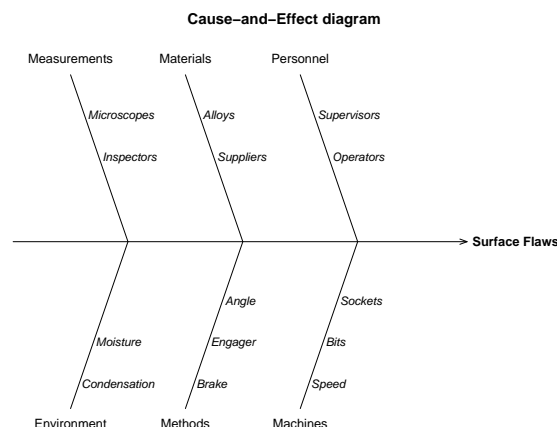 Cause−and−Effect diagram
Measurements
Materials
Personnel
Microscopes
Alloys
Supervisors
Inspectors
Suppliers
Operators
Surface Flaws
Angle
Sockets
Moisture
Engager
Bits
Condensation
Brake
Speed
Environment
Methods
Machines